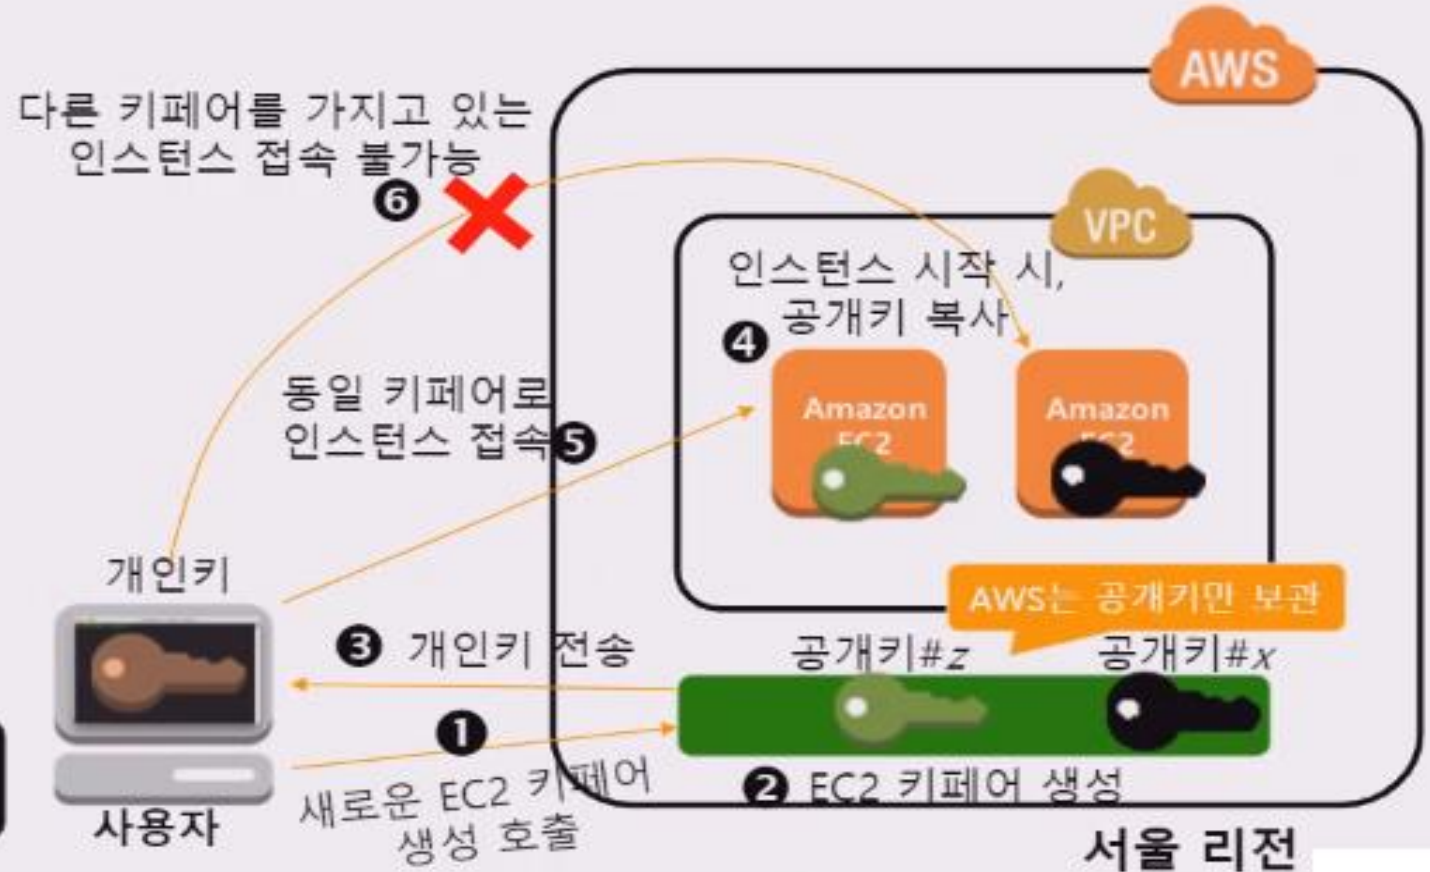 AWS
다른 키페어를 가지고 있는
인스턴스 접속 불가능
❻
VPC
인스턴스 시작 시,
공개키 복사
❹
동일 키페어로
인스턴스 접속❺
Amazon
EC2
Amazon
EC2
개인키
AWS는 공개키만 보관
❸ 개인키 전송
공개키#z
공개키#x
❶
새로운 EC2 키페어
생성 호출
❷ EC2 키페어 생성
사용자
서울 리전